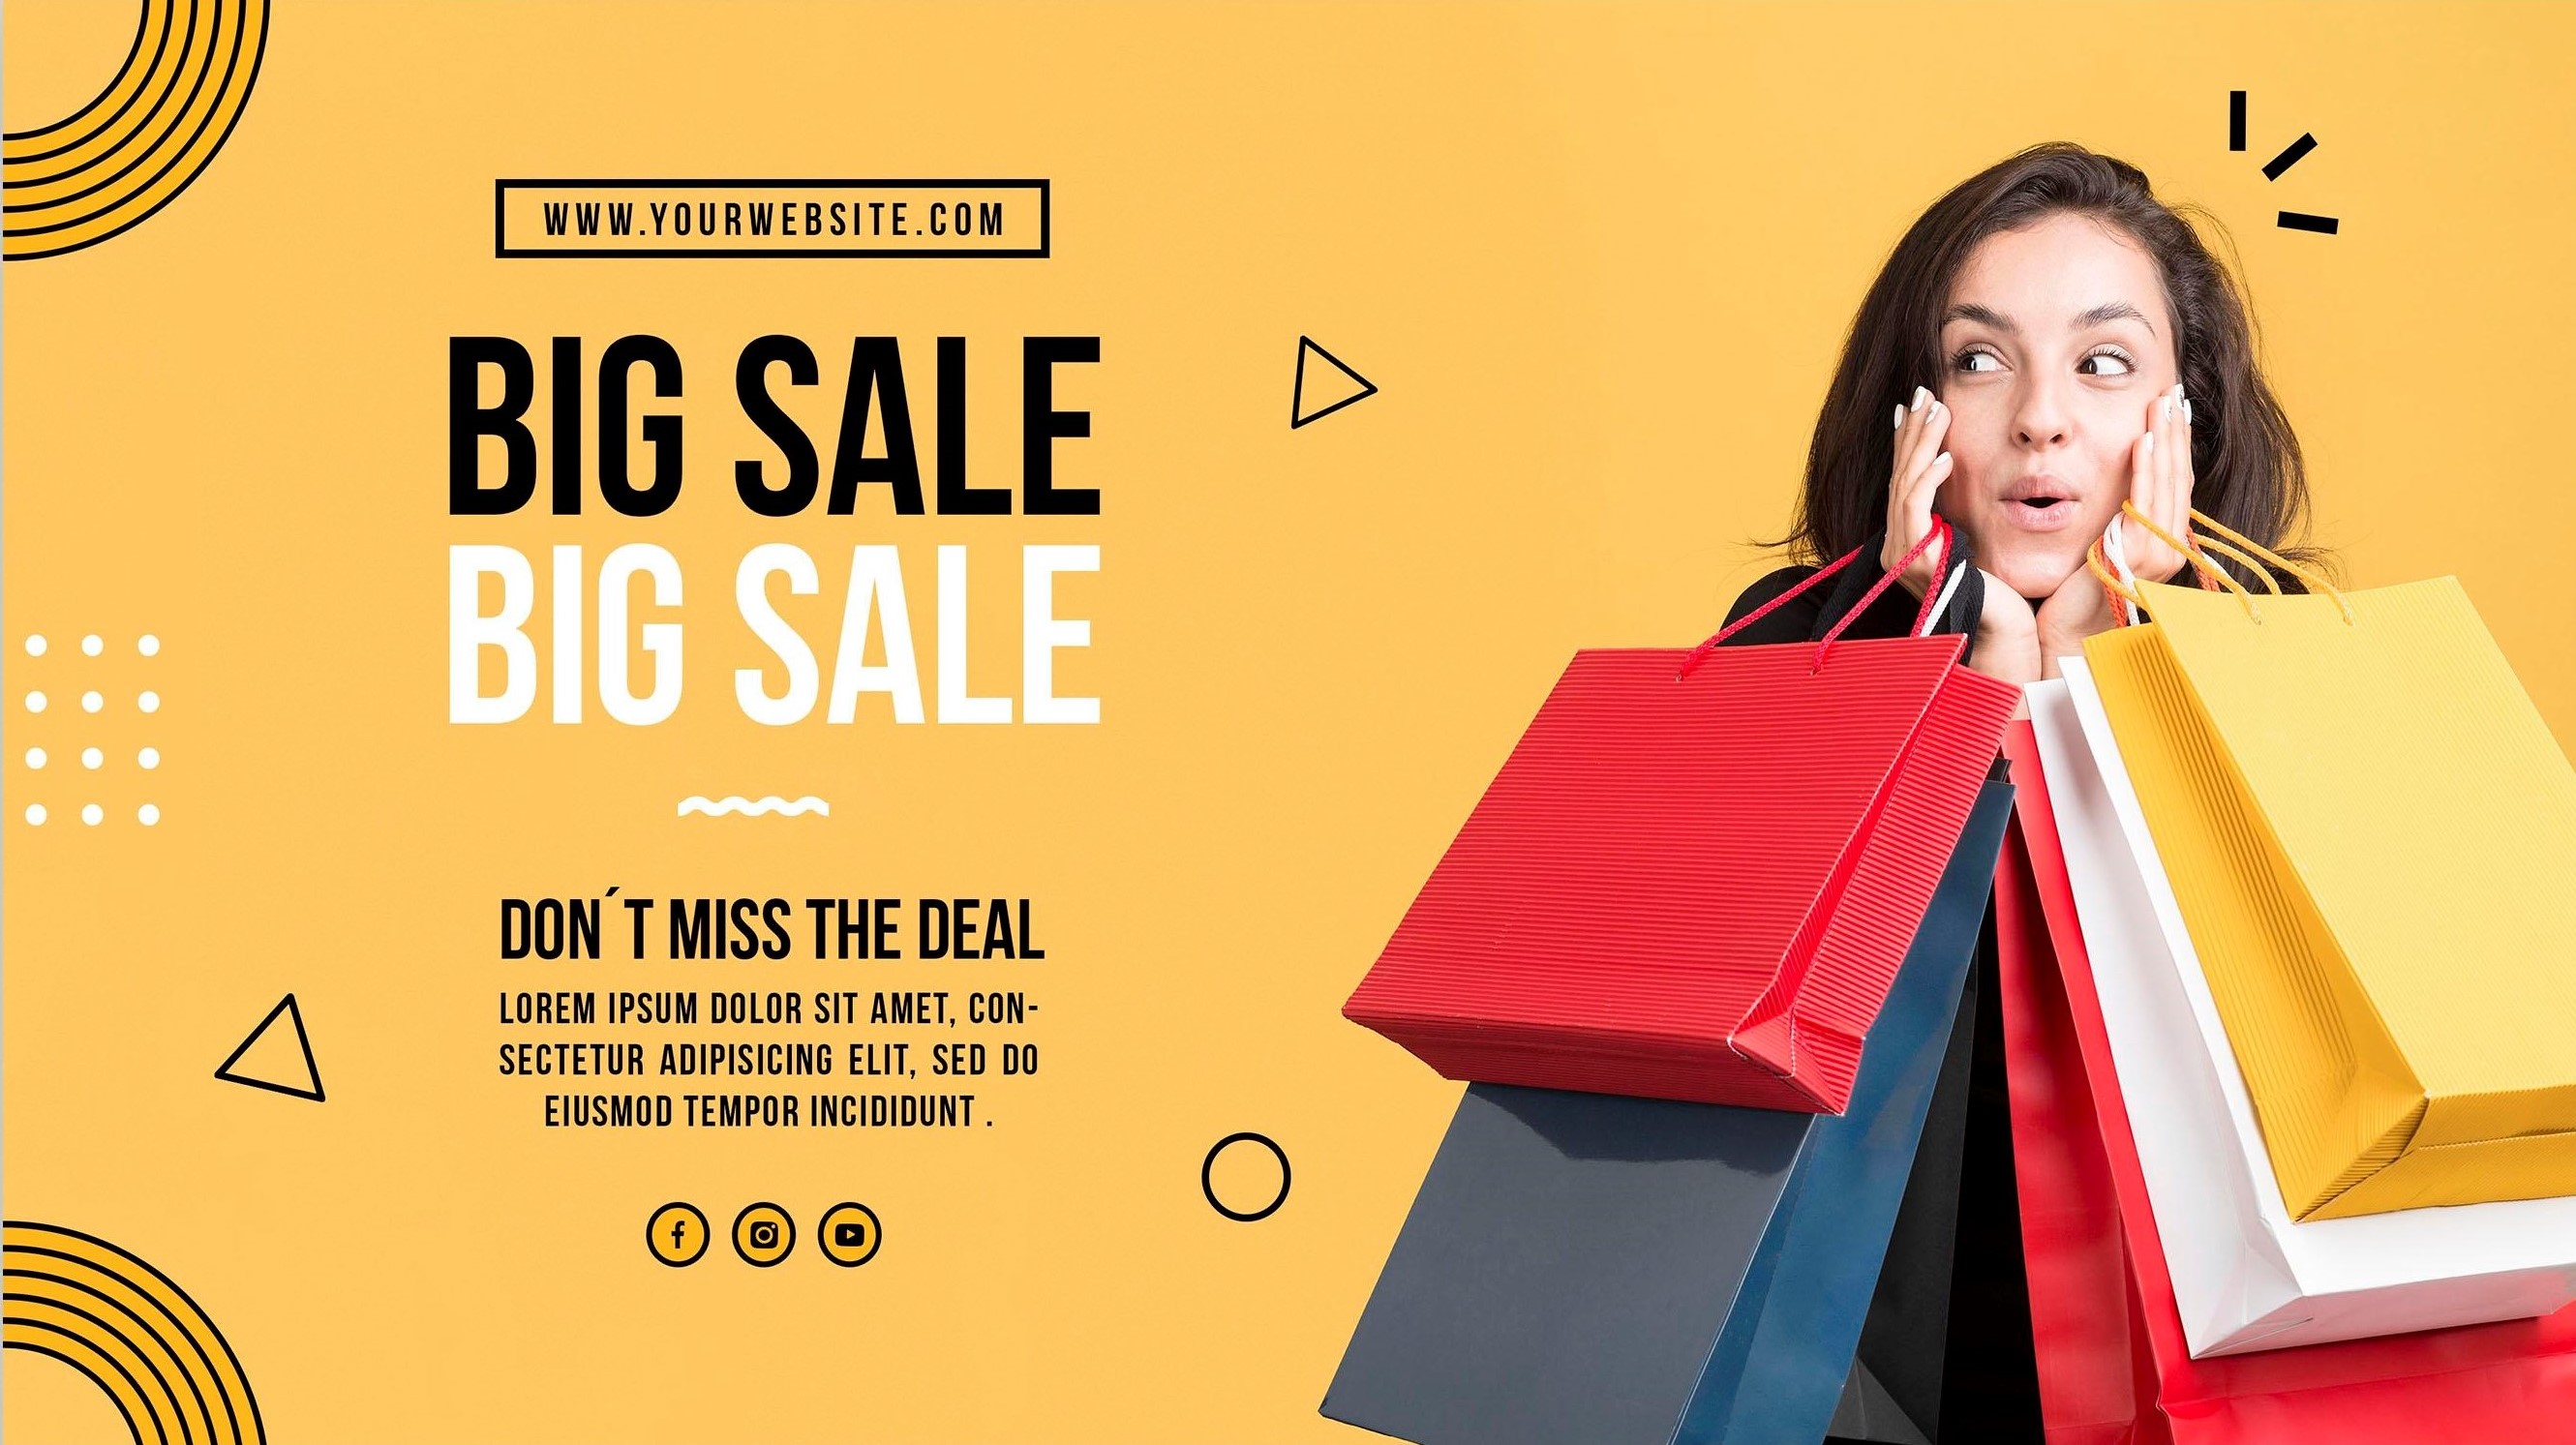 WWW.YOURWEBSITE.COM
BIG SALE
BIG SALE
DON´T MISS THE DEAL
LOREM IPSUM DOLOR SIT AMET, CON-
SECTETUR ADIPISICING ELIT, SED DO
EIUSMOD TEMPOR INCIDIDUNT .